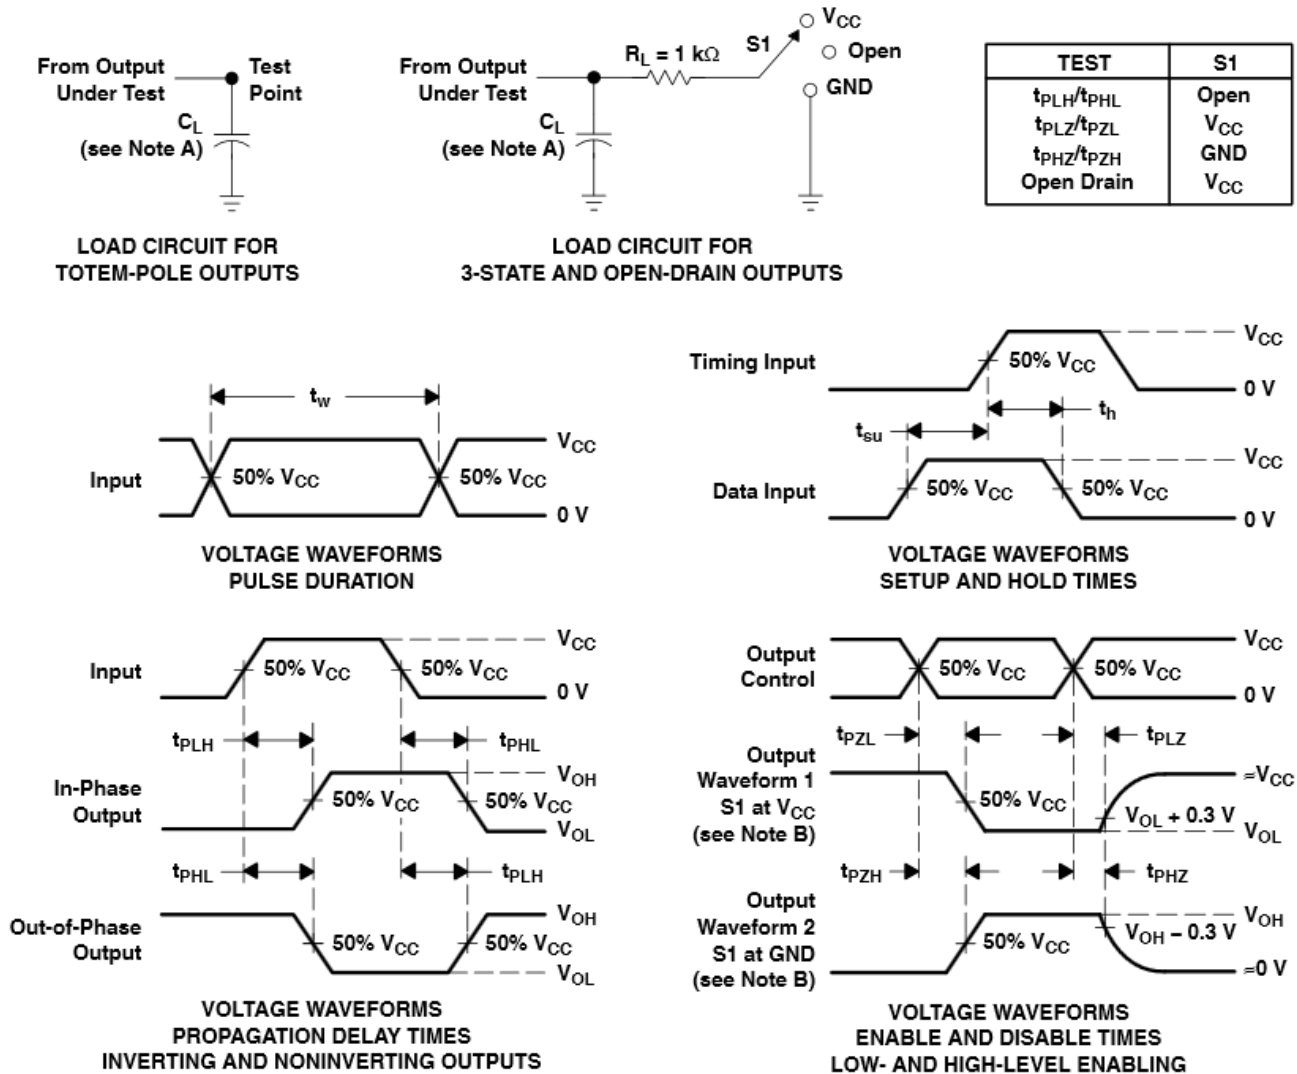 From Output
Under Test
Test
Point
CL
(see Note A)
LOAD CIRCUIT FOR
TOTEM-POLE OUTPUTS
From Output
Under Test
RL = 1 kΩ
S1
VCC
Open
GND
CL
(see Note A)
LOAD CIRCUIT FOR
3-STATE AND OPEN-DRAIN OUTPUTS
TEST S1
tPLH/tPHL Open
tPLZ/tPZL VCC
tPHZ/tPZH GND
Open Drain VCC
tw
Input
50% VCC
50% VCC
VCC
0 V
VOLTAGE WAVEFORMS
PULSE DURATION
Timing Input
50% VCC
VCC
0 V
th
tsu
Data Input
50% VCC
50% VCC
VCC
0 V
VOLTAGE WAVEFORMS
SETUP AND HOLD TIMES
Input
50% VCC
50% VCC
VCC
0 V
tPLH
tPHL
In-Phase
Output
50% VCC
50% VCC
VOH
VOL
tPHL
tPLH
Out-of-Phase
Output
50% VCC
50% VCC
VOH
VOL
VOLTAGE WAVEFORMS
PROPAGATION DELAY TIMES
INVERTING AND NONINVERTING OUTPUTS
Output
Control
50% VCC
50% VCC
VCC
0 V
tPZL
tPLZ
Output
Waveform 1
S1 at VCC
(see Note B)
50% VCC
VOL + 0.3 V
≈VCC
VOL
tPZH
tPHZ
Output
Waveform 2
S1 at GND
(see Note B)
50% VCC
VOH − 0.3 V
VOH
≈0 V
VOLTAGE WAVEFORMS
ENABLE AND DISABLE TIMES
LOW- AND HIGH-LEVEL ENABLING